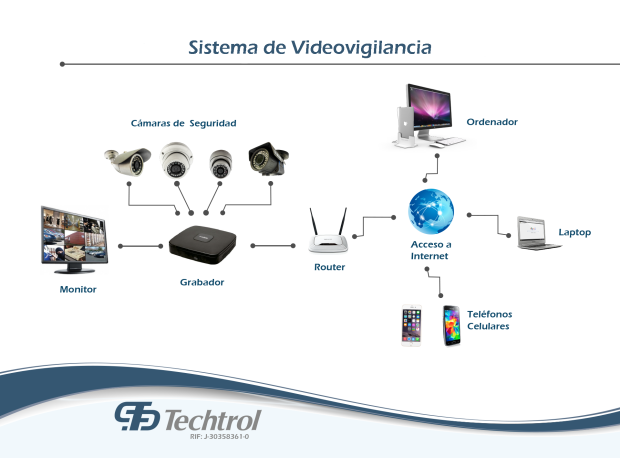 Sistema de Videovigilancia
Cámaras de Seguridad
Ordenador
Monitor
Grabador
Router
Acceso a
Internet
Laptop
Teléfonos
Celulares
Techtrol
RIF: J-30358361-0